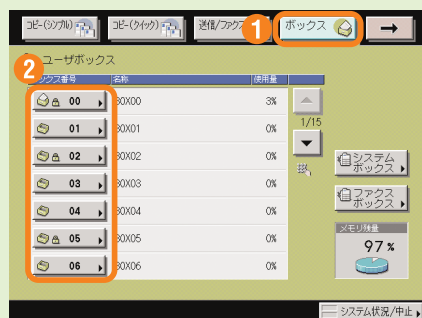 コピー(シンプル) コピー(クイック) 送信/ファクス 1 ボックス →
2 ユーザボックス
ボックス番号 名称 使用量
00 BOX00 3%
01 BOX01 0%
1/15
02 BOX02 0%
03 BOX03 0%
04 BOX04 0%
05 BOX05 0%
06 BOX06 0%
システムボックス
ファクスボックス
メモリ残量
97 %
システム状況/中止